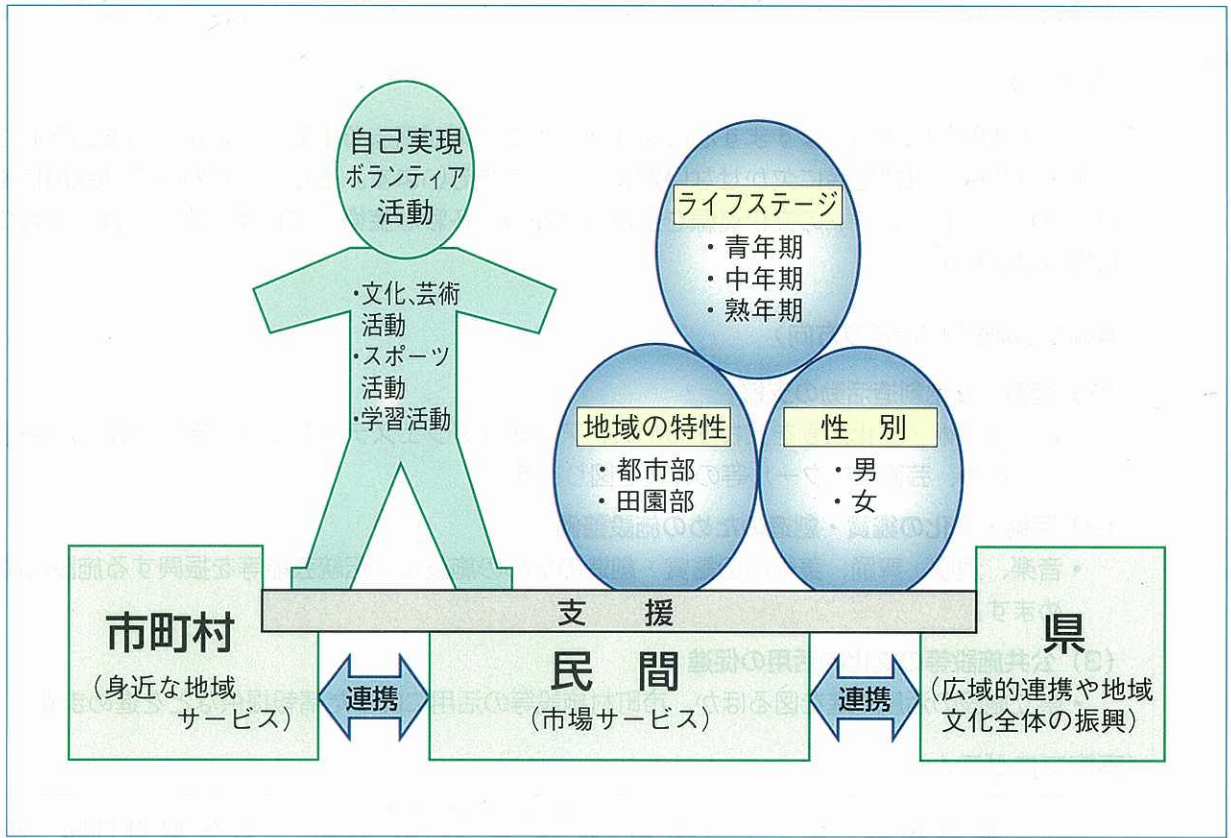 自己実現
ボランティア
活動
・文化、芸術
活動
・スポーツ
活動
・学習活動
ライフステージ
・青年期
・中年期
・熟年期
地域の特性
・都市部
・田園部
性 別
・男
・女
支 援
市町村
(身近な地域
サービス)
連携
民 間
(市場サービス)
連携
県
(広域的連携や地域
文化全体の振興)